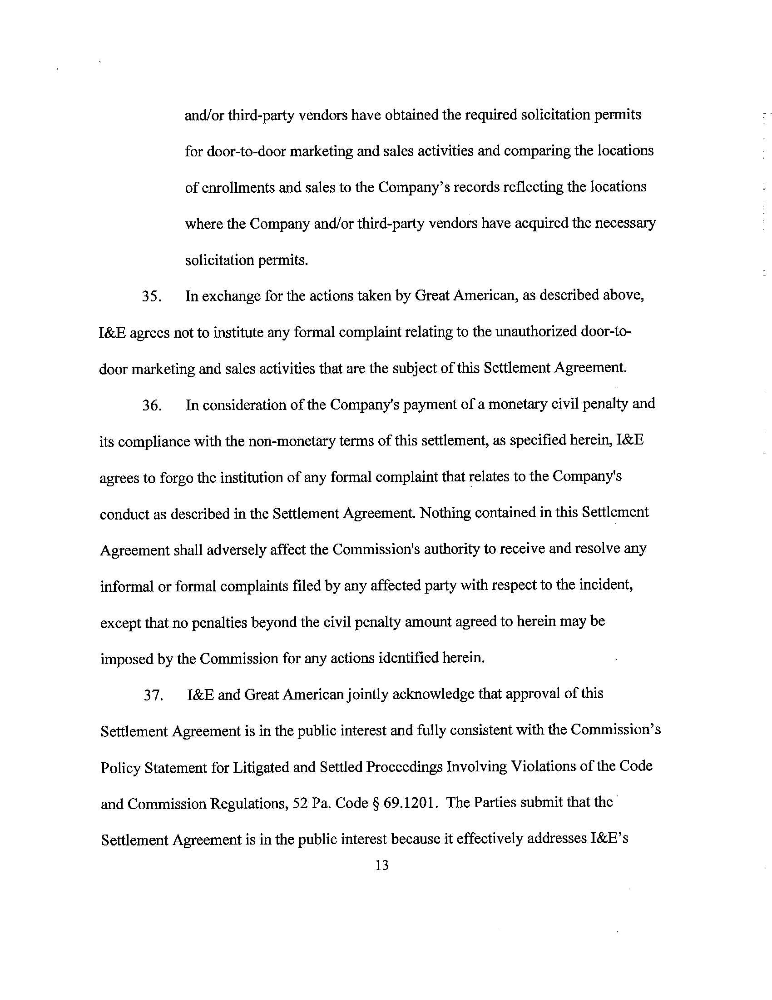 and/or third-party vendors have obtained the required solicitation permits
for door-to-door marketing and sales activities and comparing the locations
of enrollments and sales to the Company’s records reflecting the locations
where the Company and/or third-party vendors have acquired the necessary
solicitation permits.
35. In exchange for the actions taken by Great American, as described above,
I&E agrees not to institute any formal complaint relating to the unauthorized door-to-
door marketing and sales activities that are the subject of this Settlement Agreement.
36. In consideration of the Company's payment of a monetary civil penalty and
its compliance with the non-monetary terms of this settlement, as specified herein, I&E
agrees to forgo the institution of any formal complaint that relates to the Company's
conduct as described in the Settlement Agreement. Nothing contained in this Settlement
Agreement shall adversely affect the Commission's authority to receive and resolve any
informal or formal complaints filed by any affected party with respect to the incident,
except that no penalties beyond the civil penalty amount agreed to herein may be
imposed by the Commission for any actions identified herein.
37. I&E and Great American jointly acknowledge that approval of this
Settlement Agreement is in the public interest and fully consistent with the Commission’s
Policy Statement for Litigated and Settled Proceedings Involving Violations of the Code
and Commission Regulations, 52 Pa. Code § 69.1201. The Parties submit that the
Settlement Agreement is in the public interest because it effectively addresses I&E’s
13